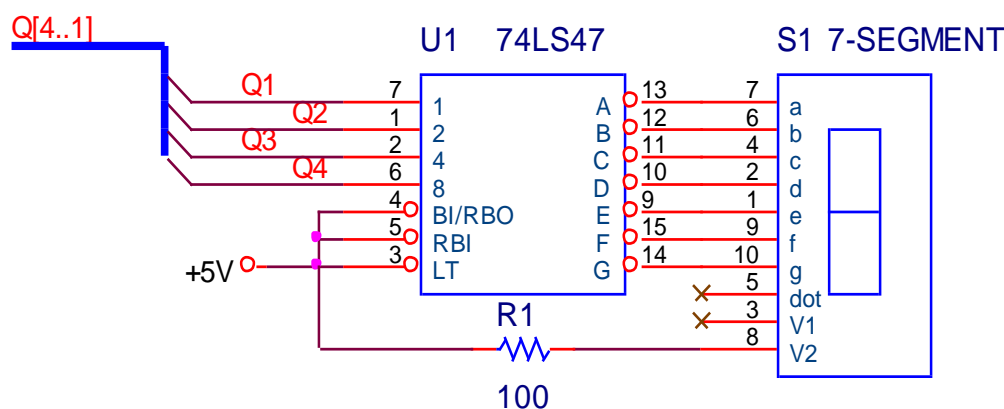 Q[4..1]
U1 74LS47
S1 7-SEGMENT
Q1 7 1 A 13 7 a
Q2 1 2 B 12 6 b
Q3 2 4 C 11 4 c
Q4 6 8 D 10 2 d
4 BI/RBO E 9 1 e
5 RBI F 15 9 f
+5V 3 LT G 14 10 g
5 dot
3 V1
R1 8 V2
100